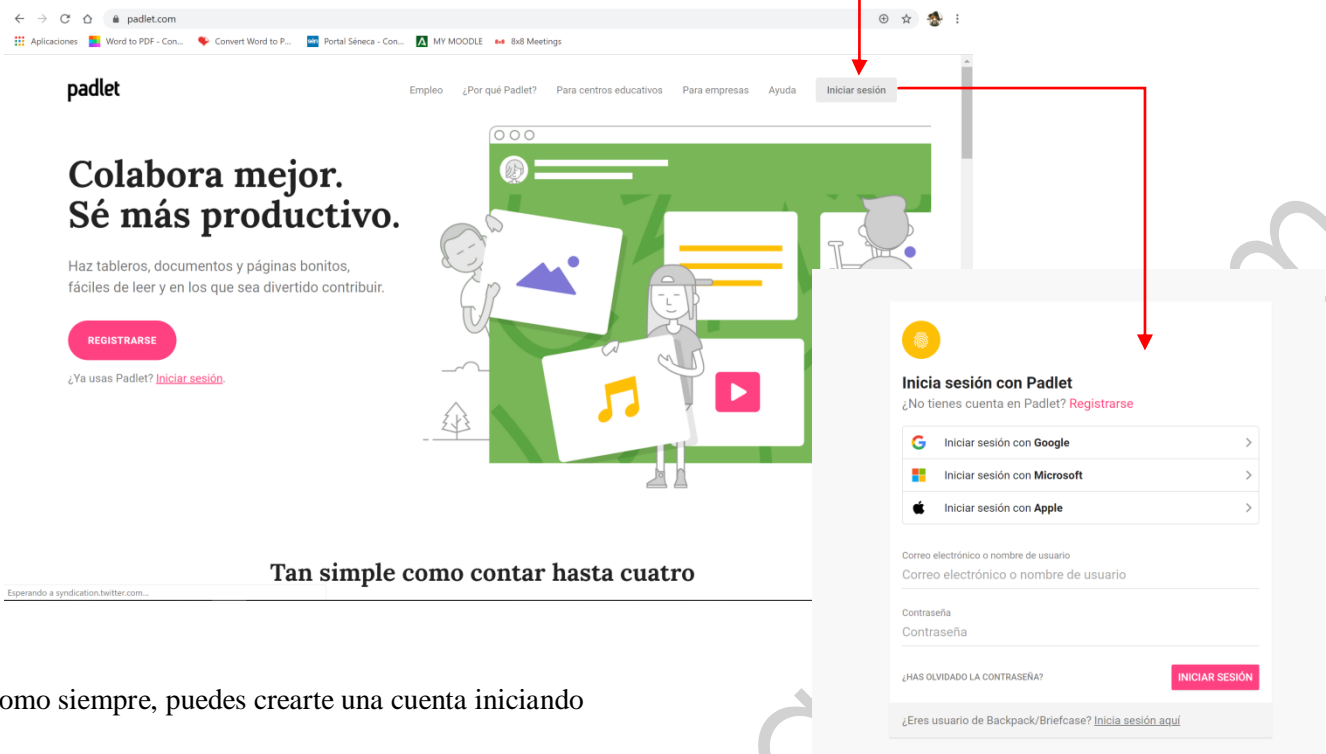 padlet.com
Aplicaciones Word to PDF - Con... Convert Word to P... Portal Séneca - Con... MY MOODLE 8x8 Meetings
padlet
Empleo ¿Por qué Padlet? Para centros educativos Para empresas Ayuda Iniciar sesión
Colabora mejor.
Sé más productivo.
Haz tableros, documentos y páginas bonitos,
fáciles de leer y en los que sea divertido contribuir.
REGISTRARSE
¿Ya usas Padlet? Iniciar sesión.
Tan simple como contar hasta cuatro
Esperando a syndication.twitter.com...
Inicia sesión con Padlet
¿No tienes cuenta en Padlet? Registrarse
Iniciar sesión con Google
Iniciar sesión con Microsoft
Iniciar sesión con Apple
Correo electrónico o nombre de usuario
Correo electrónico o nombre de usuario
Contraseña
Contraseña
¿HAS OLVIDADO LA CONTRASEÑA? INICIAR SESIÓN
¿Eres usuario de Backpack/Briefcase? Inicia sesión aquí
omo siempre, puedes crearte una cuenta iniciando